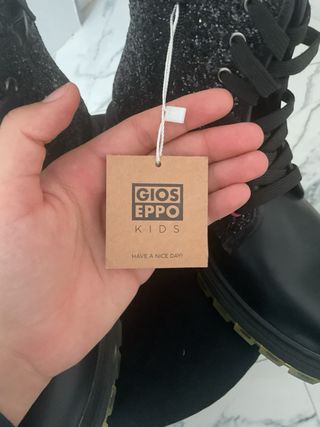 GIOS
EPPO
KIDS
HAVE A NICE DAY!